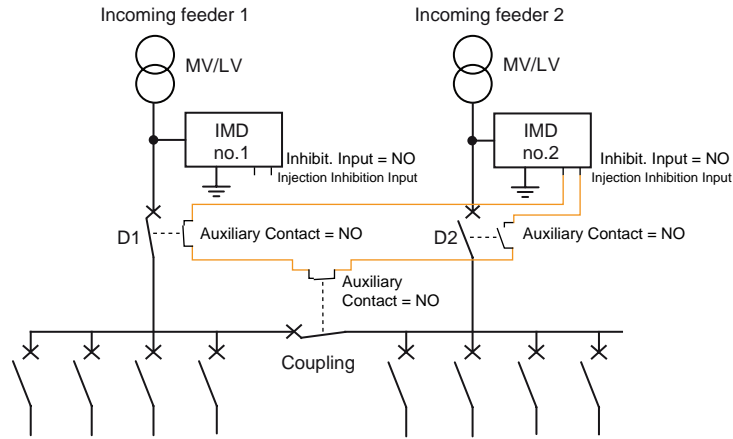 Incoming feeder 1
Incoming feeder 2
MV/LV
MV/LV
IMD
no.1
Inhibit. Input = NO
Injection Inhibition Input
IMD
no.2
Inhibit. Input = NO
Injection Inhibition Input
D1
Auxiliary Contact = NO
D2
Auxiliary Contact = NO
Auxiliary
Contact = NO
Coupling